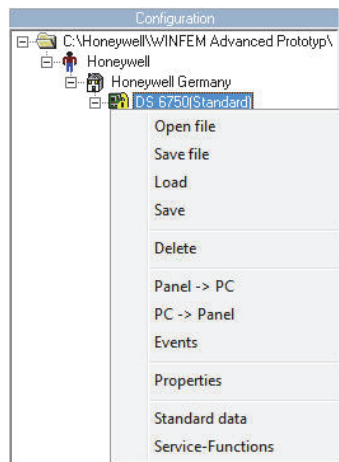 Configuration
C:\Honeywell\WINFEM Advanced Prototyp\
Honeywell
Honeywell Germany
DS 6750(Standard)
Open file
Save file
Load
Save
Delete
Panel -> PC
PC -> Panel
Events
Properties
Standard data
Service-Functions